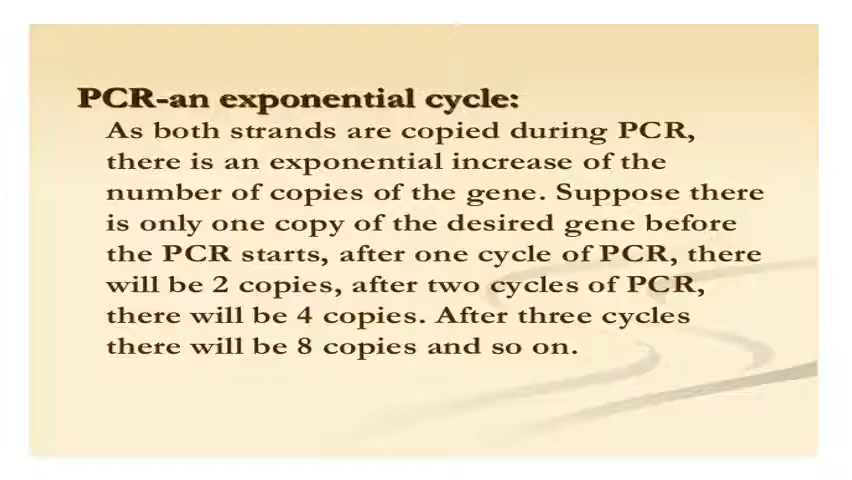 PCR-an exponential cycle:
As both strands are copied during PCR,
there is an exponential increase of the
number of copies of the gene. Suppose there
is only one copy of the desired gene before
the PCR starts, after one cycle of PCR, there
will be 2 copies, after two cycles of PCR,
there will be 4 copies. After three cycles
there will be 8 copies and so on.